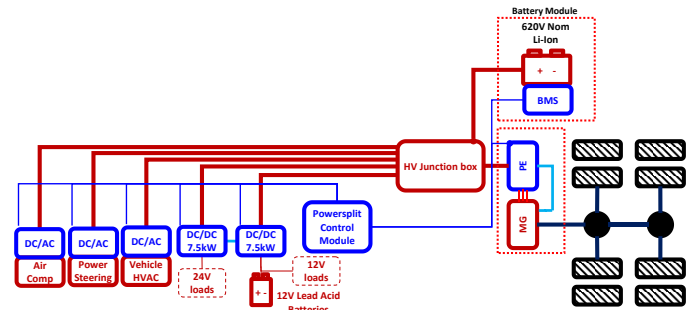 Battery Module
620V Nom
Li-Ion
+ -
BMS
HV Junction box
PE
MG
Powersplit
Control
Module
DC/AC
DC/AC
DC/AC
DC/DC
7.5kW
DC/DC
7.5kW
Air
Comp
Power
Steering
Vehicle
HVAC
24V
loads
12V
loads
+ -
12V Lead Acid
Batteries